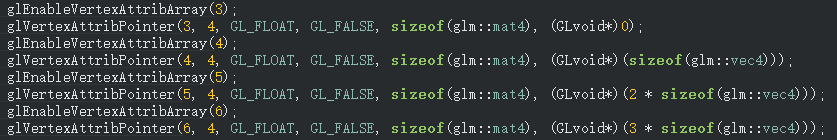 glEnableVertexAttribArray(3);
glVertexAttribPointer(3, 4, GL_FLOAT, GL_FALSE, sizeof(glm::mat4), (GLvoid*)0);
glEnableVertexAttribArray(4);
glVertexAttribPointer(4, 4, GL_FLOAT, GL_FALSE, sizeof(glm::mat4), (GLvoid*)(sizeof(glm::vec4)));
glEnableVertexAttribArray(5);
glVertexAttribPointer(5, 4, GL_FLOAT, GL_FALSE, sizeof(glm::mat4), (GLvoid*)(2 * sizeof(glm::vec4)));
glEnableVertexAttribArray(6);
glVertexAttribPointer(6, 4, GL_FLOAT, GL_FALSE, sizeof(glm::mat4), (GLvoid*)(3 * sizeof(glm::vec4)));